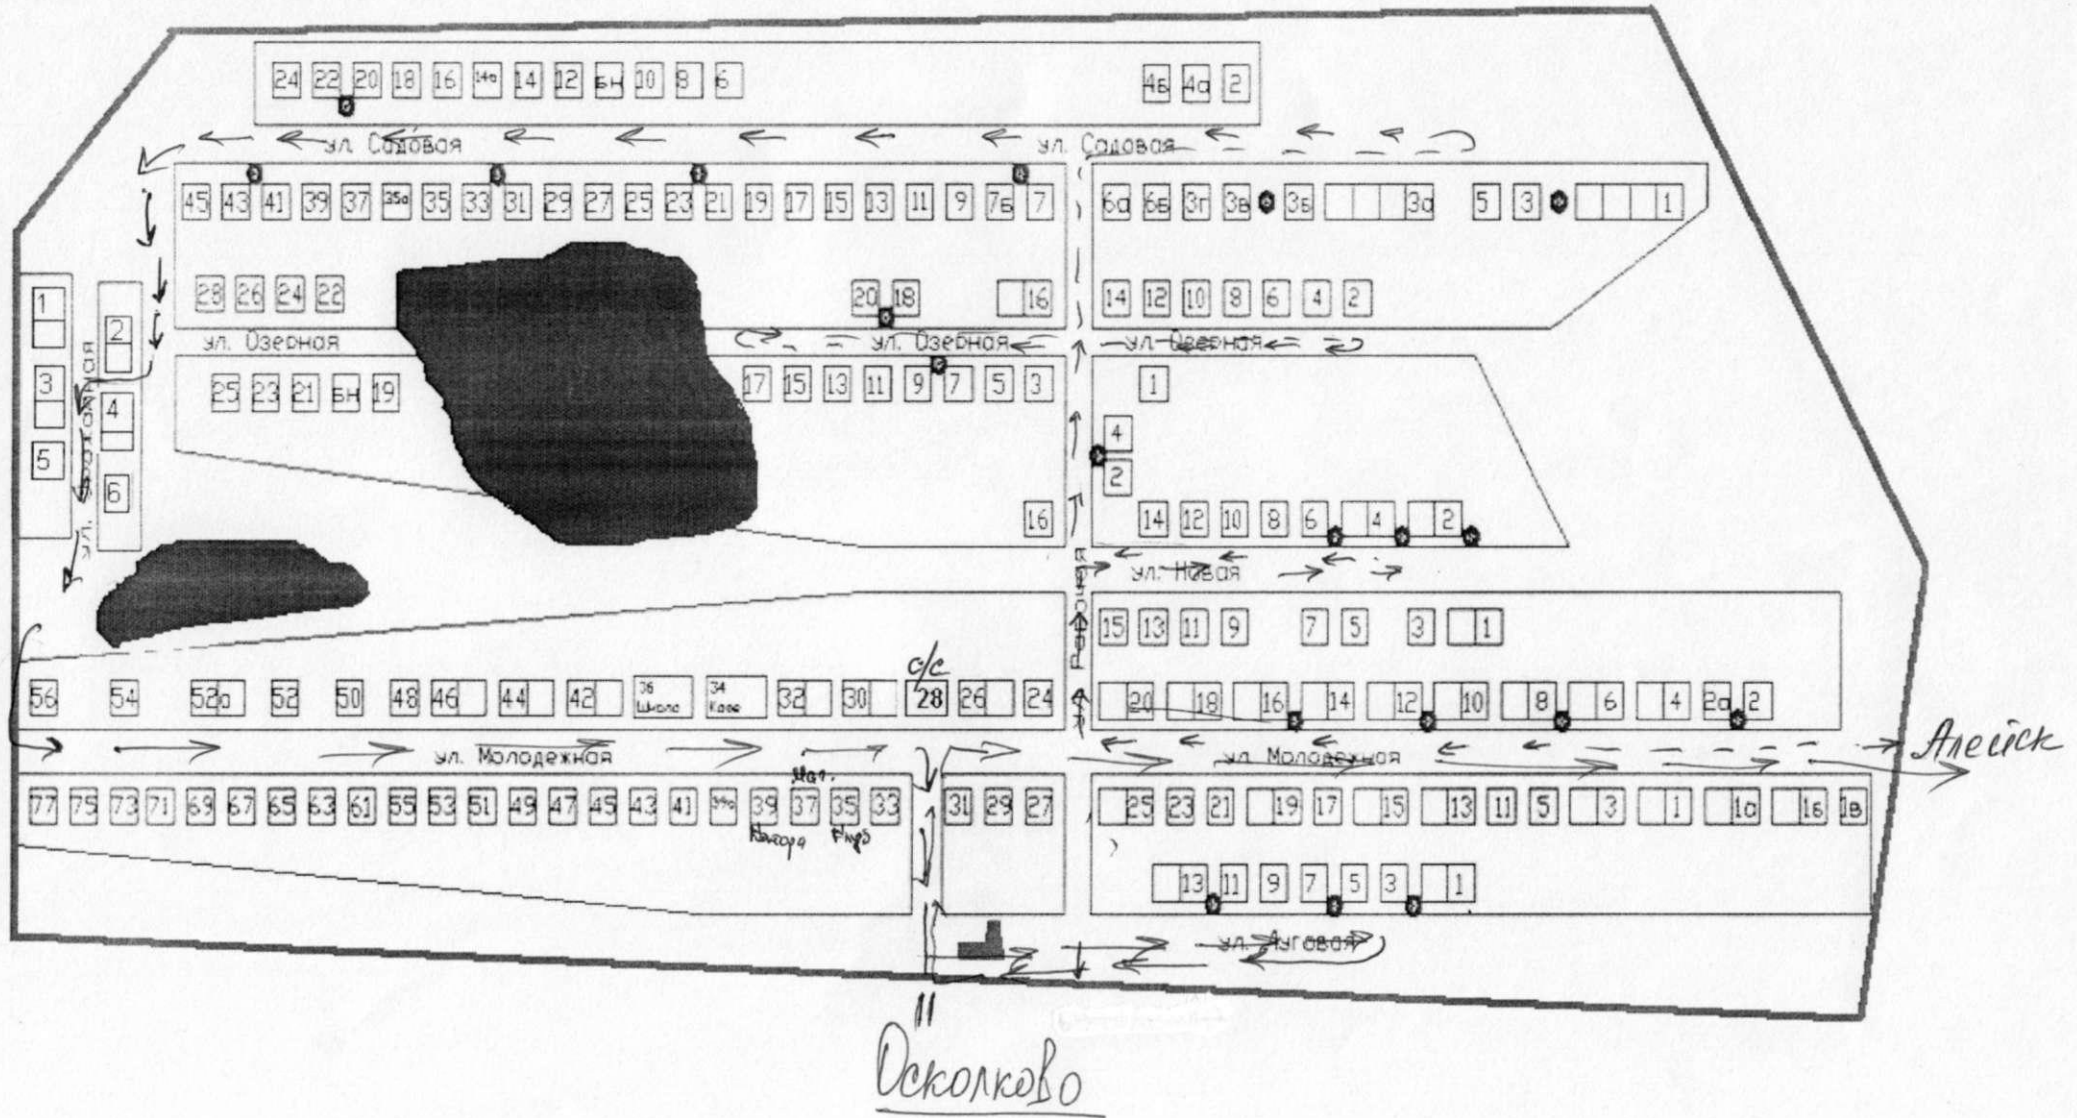 24 22 20 18 16 14а 14 12 БН 10 8 6 4Б 4а 2
ул. Садовая ул. Садовая
45 43 41 39 37 35а 35 33 31 29 27 25 23 21 19 17 15 13 11 9 7Б 7 6а 6Б 3г 3в 3Б 3а 5 3 1
28 26 24 22 20 18 16 14 12 10 8 6 4 2
ул. Озерная ул. Озерная ул. Озерная
25 23 21 БН 19 17 15 13 11 9 7 5 3 1
1
3
5
2
4
6
ул.
4
2
16 14 12 10 8 6 4 2
ул. Новая
15 13 11 9 7 5 3 1
с/с
56 54 52а 52 50 48 46 44 42 36 Школа 34 Кафе 32 30 28 26 24 20 18 16 14 12 10 8 6 4 2а 2
ул. Молодежная ул. Молодежная
Алейск
Маг.
77 75 73 71 69 67 65 63 61 55 53 51 49 47 45 43 41 39а 39 37 35 33 31 29 27 25 23 21 19 17 15 13 11 5 3 1 1а 1Б 1в
Контора
13 11 9 7 5 3 1
ул. Луговая
Осколково